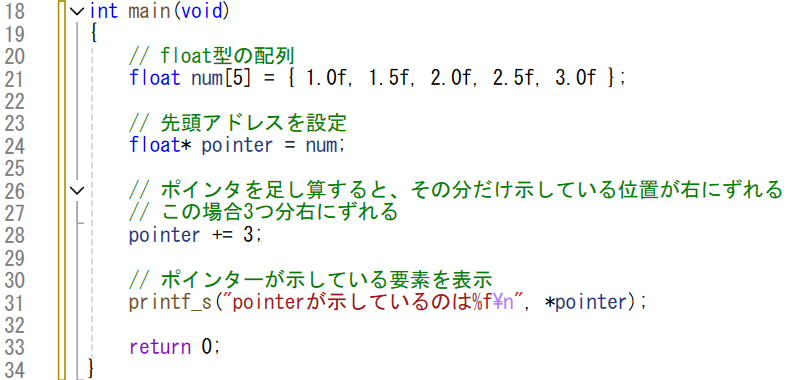 18 int main(void)
19 {
20 // float型の配列
21 float num[5] = { 1.0f, 1.5f, 2.0f, 2.5f, 3.0f };
22
23 // 先頭アドレスを設定
24 float* pointer = num;
25
26 // ポインタを足し算すると、その分だけ示している位置が右にずれる
27 // この場合3つ分右にずれる
28 pointer += 3;
29
30 // ポインターが示している要素を表示
31 printf_s("pointerが示しているのは%f¥n", *pointer);
32
33 return 0;
34 }